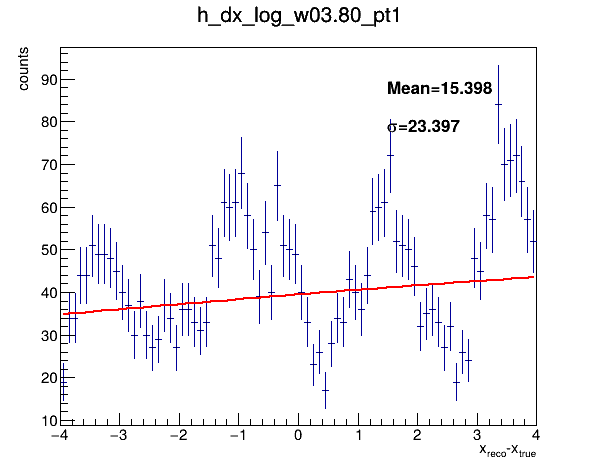 h_dx_log_w03.80_pt1
counts
Mean=15.398
σ=23.397
90
80
70
60
50
40
30
20
10
−4 −3 −2 −1 0 1 2 3 4
x_reco-x_true